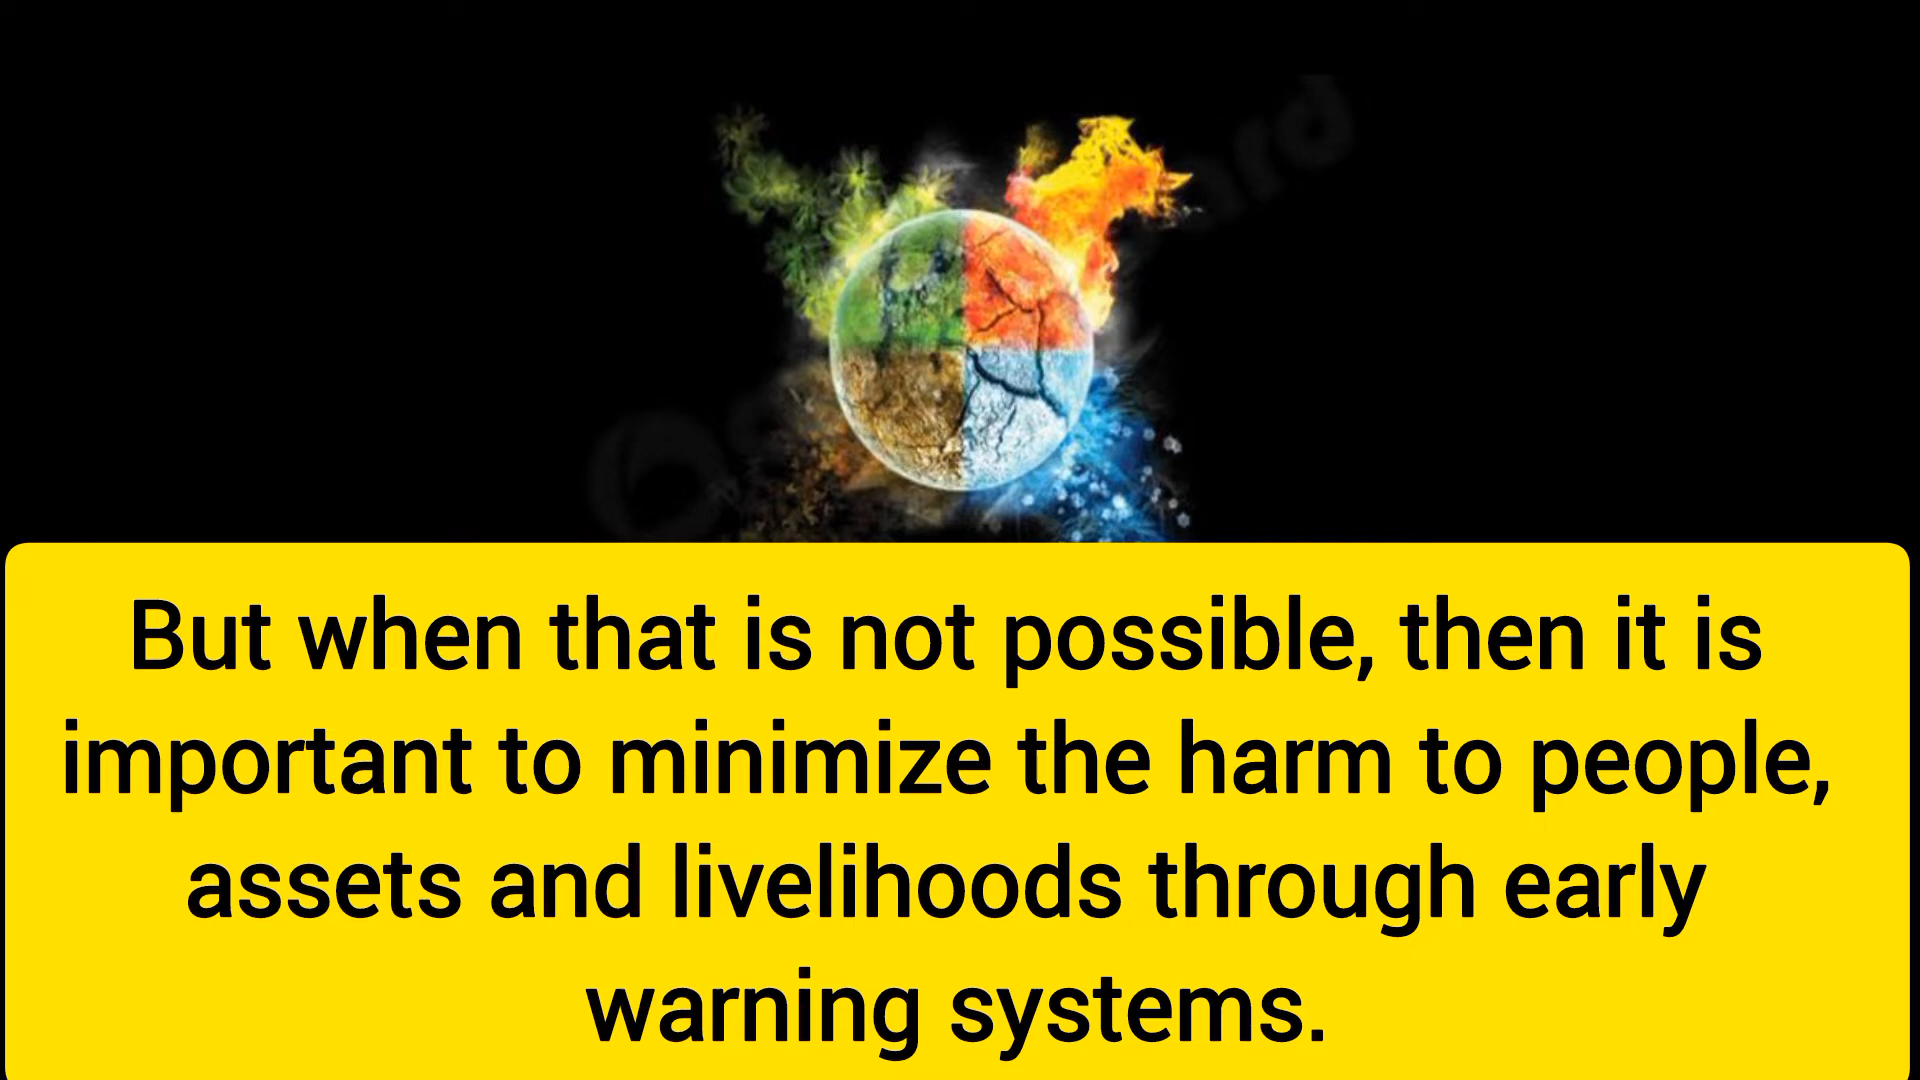 But when that is not possible, then it is
important to minimize the harm to people,
assets and livelihoods through early
warning systems.